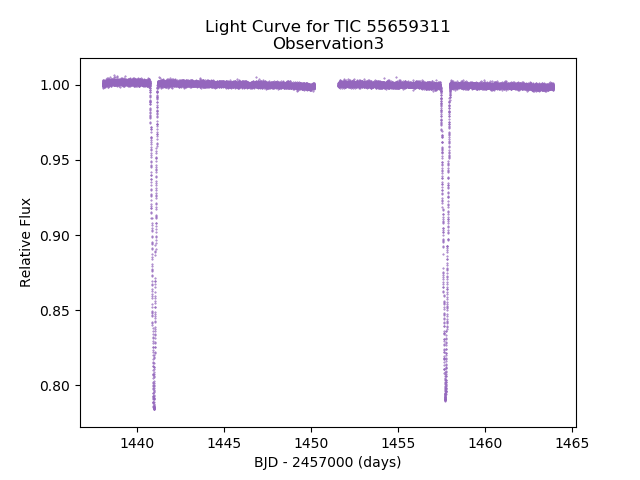 Light Curve for TIC 55659311
Observation3
1.00
0.95
0.90
0.85
0.80
Relative Flux
1440
1445
1450
1455
1460
1465
BJD - 2457000 (days)